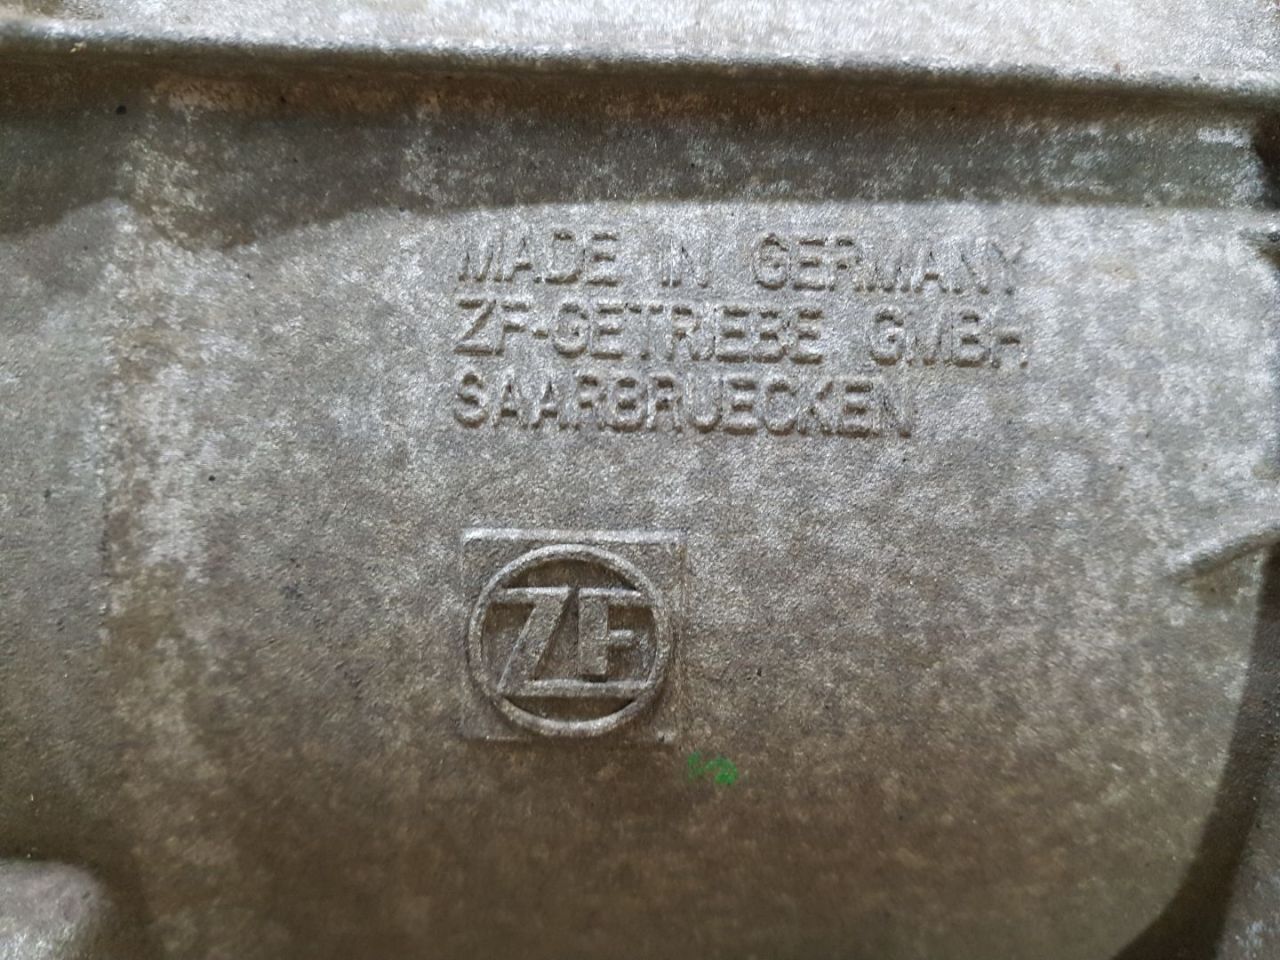 MADE IN GERMANY
ZF-GETRIEBE GMBH
SAARBRUECKEN
ZF